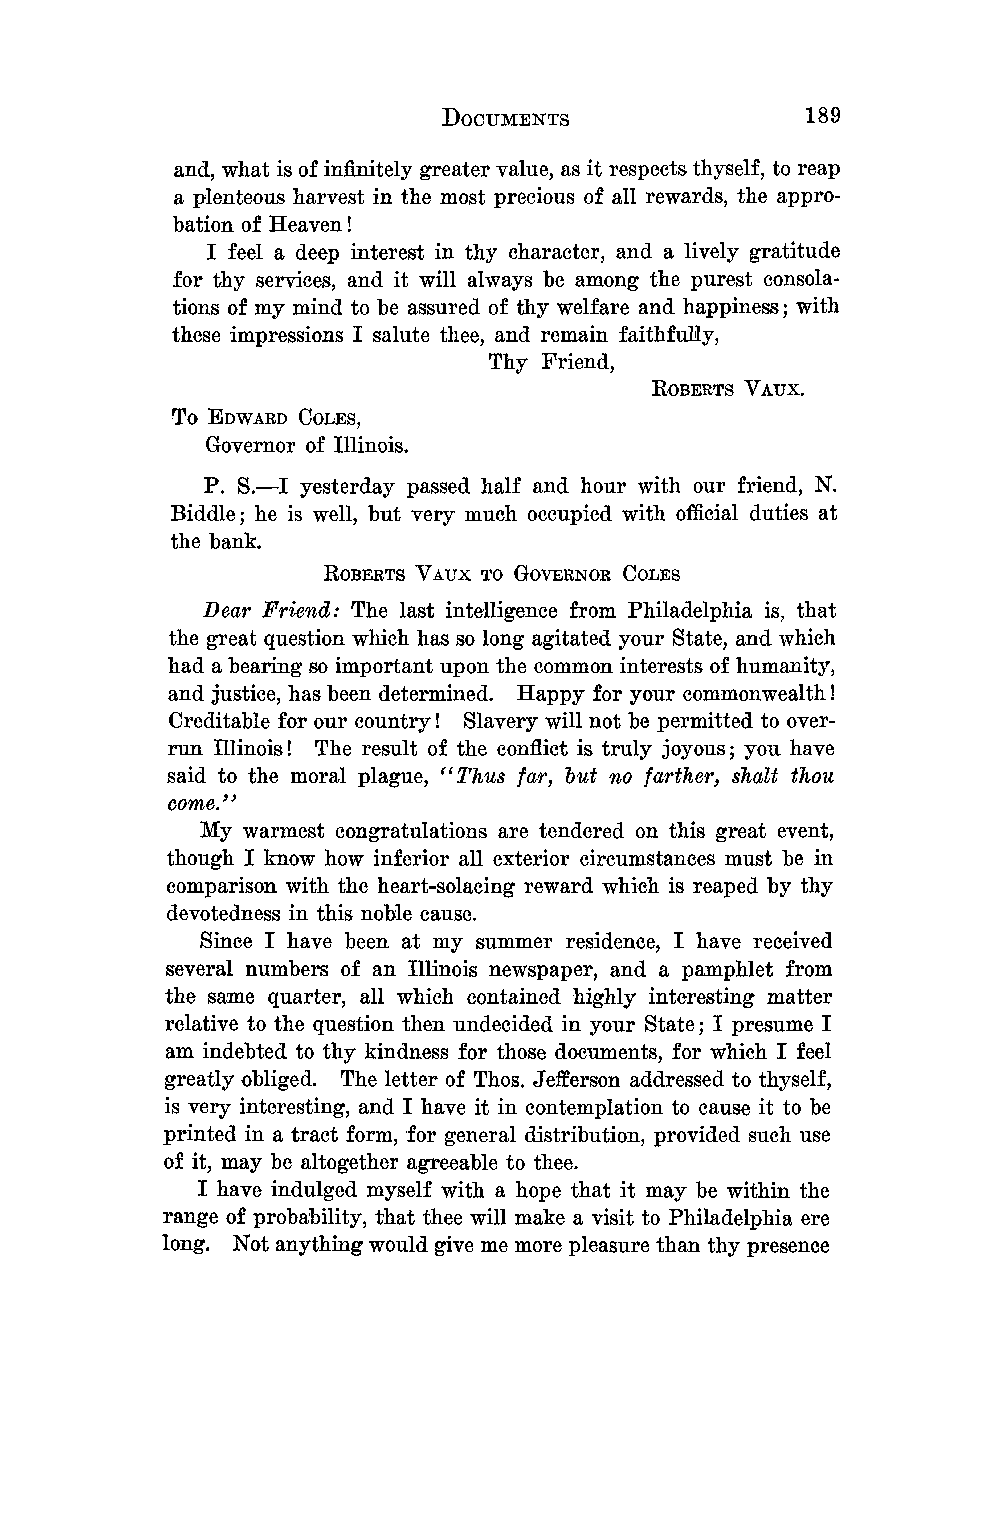 DOCUMENTS 189
and, what is of infinitely greater value, as it respects thyself, to reap
a plenteous harvest in the most precious of all rewards, the appro-
bation of Heaven!
I feel a deep interest in thy character, and a lively gratitude
for thy services, and it will always be among the purest consola-
tions of my mind to be assured of thy welfare and happiness; with
these impressions I salute thee, and remain faithfully,
Thy Friend,
ROBERTS VAUX.
To EDWARD COLES,
Governor of Illinois.
P. S.—I yesterday passed half and hour with our friend, N.
Biddle; he is well, but very much occupied with official duties at
the bank.
ROBERTS VAUX TO GOVERNOR COLES
Dear Friend: The last intelligence from Philadelphia is, that
the great question which has so long agitated your State, and which
had a bearing so important upon the common interests of humanity,
and justice, has been determined. Happy for your commonwealth!
Creditable for our country! Slavery will not be permitted to over-
run Illinois! The result of the conflict is truly joyous; you have
said to the moral plague, "Thus far, but no farther, shalt thou
come."
My warmest congratulations are tendered on this great event,
though I know how inferior all exterior circumstances must be in
comparison with the heart-solacing reward which is reaped by thy
devotedness in this noble cause.
Since I have been at my summer residence, I have received
several numbers of an Illinois newspaper, and a pamphlet from
the same quarter, all which contained highly interesting matter
relative to the question then undecided in your State; I presume I
am indebted to thy kindness for those documents, for which I feel
greatly obliged. The letter of Thos. Jefferson addressed to thyself,
is very interesting, and I have it in contemplation to cause it to be
printed in a tract form, for general distribution, provided such use
of it, may be altogether agreeable to thee.
I have indulged myself with a hope that it may be within the
range of probability, that thee will make a visit to Philadelphia ere
long. Not anything would give me more pleasure than thy presence